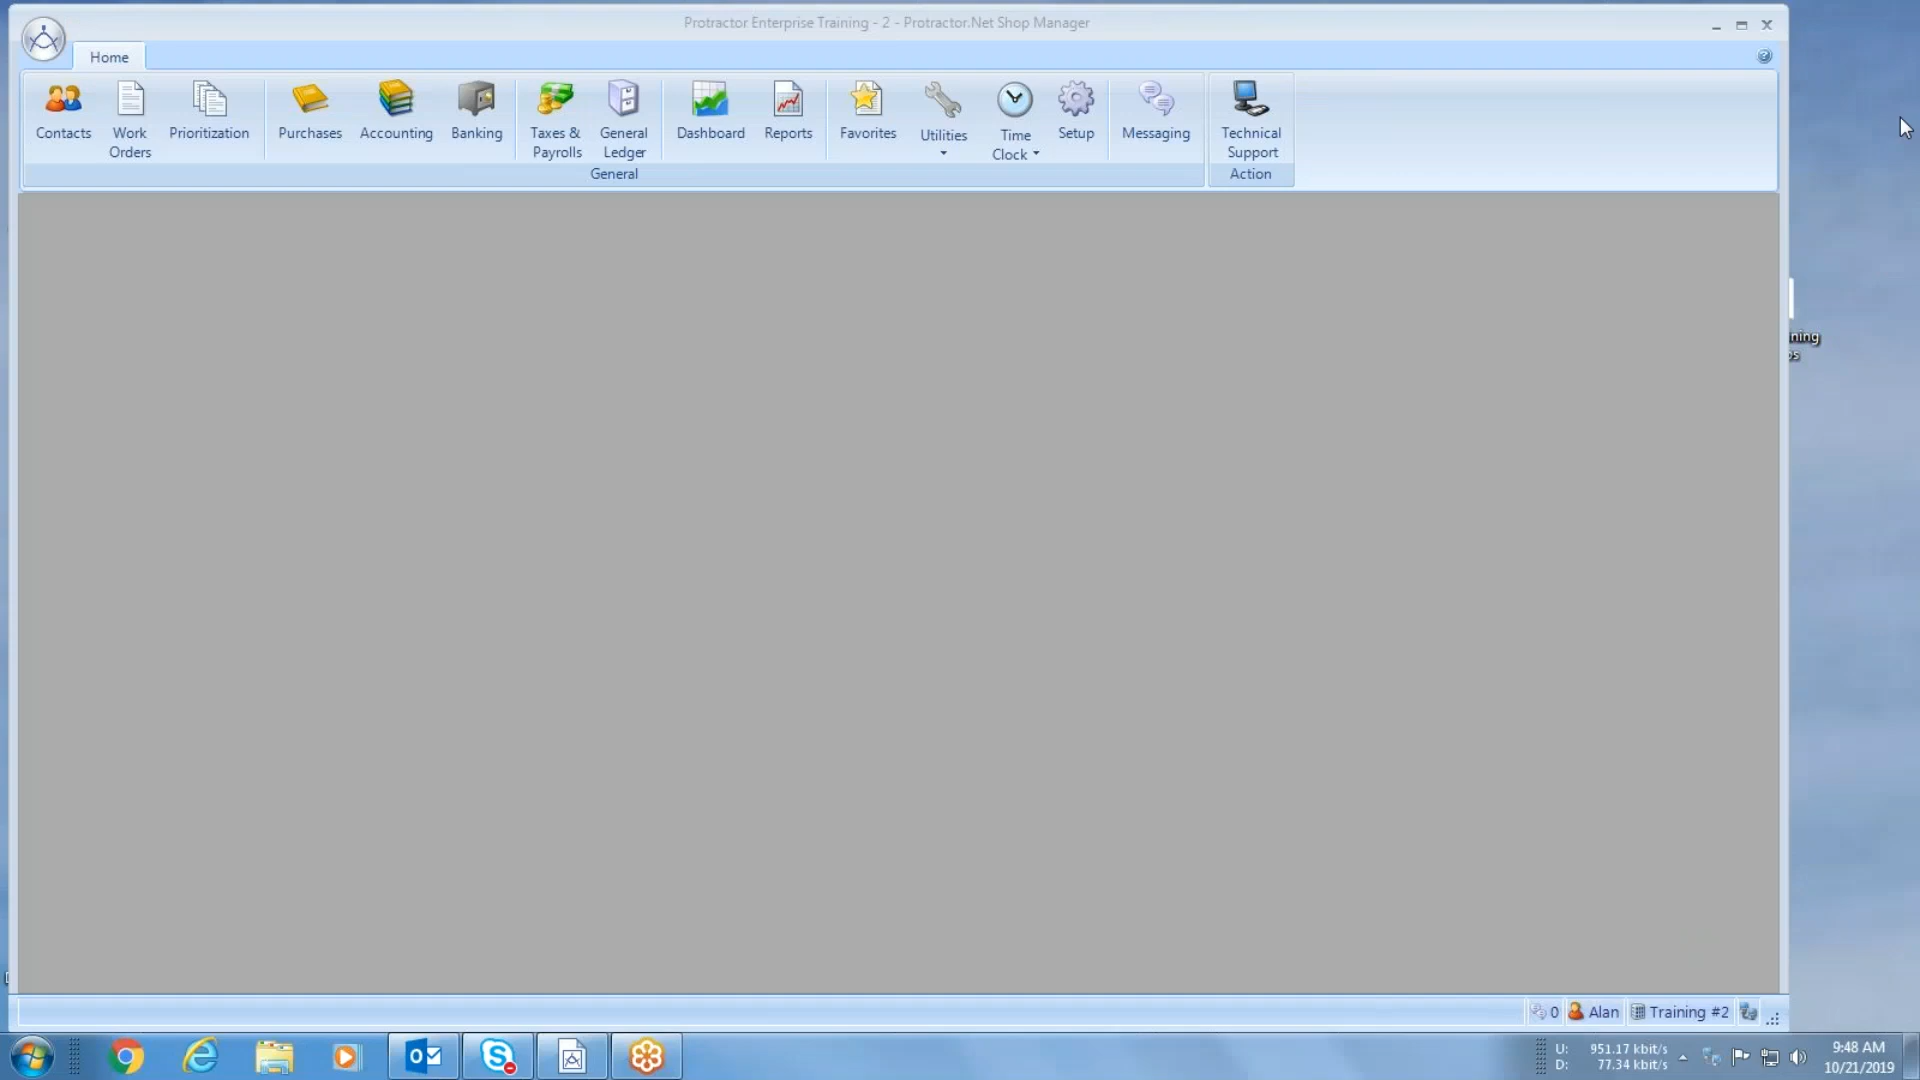 Protractor Enterprise Training - 2 - Protractor.Net Shop Manager
Home
Contacts
Work
Orders
Prioritization
Purchases
Accounting
Banking
Taxes &
Payrolls
General
Ledger
Dashboard
Reports
Favorites
Utilities
Time
Clock
Setup
Messaging
Technical
Support
General
Action
ning
0
Alan
Training #2
U: 951.17 kbit/s
D: 77.34 kbit/s
9:48 AM
10/21/2019